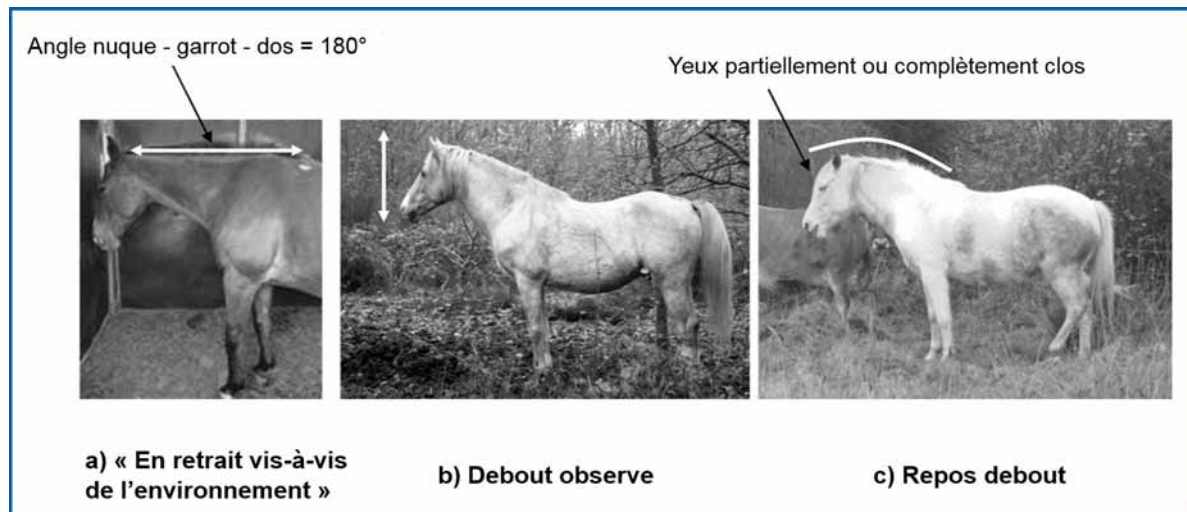 Angle nuque - garrot - dos = 180°
Yeux partiellement ou complètement clos
a) « En retrait vis-à-vis
de l’environnement »
b) Debout observe
c) Repos debout